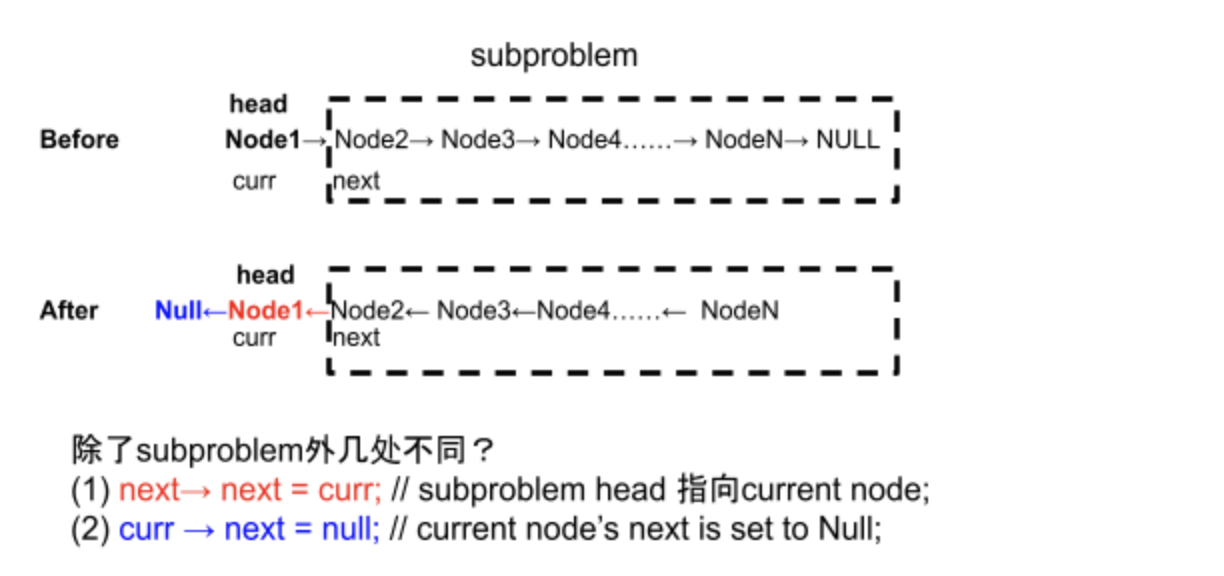 subproblem
head
Before Node1→ Node2→ Node3→ Node4……→ NodeN→ NULL
curr next
head
After Null←Node1←Node2← Node3←Node4……← NodeN
curr next
除了subproblem外几处不同？
(1) next→ next = curr; // subproblem head 指向current node;
(2) curr → next = null; // current node’s next is set to Null;